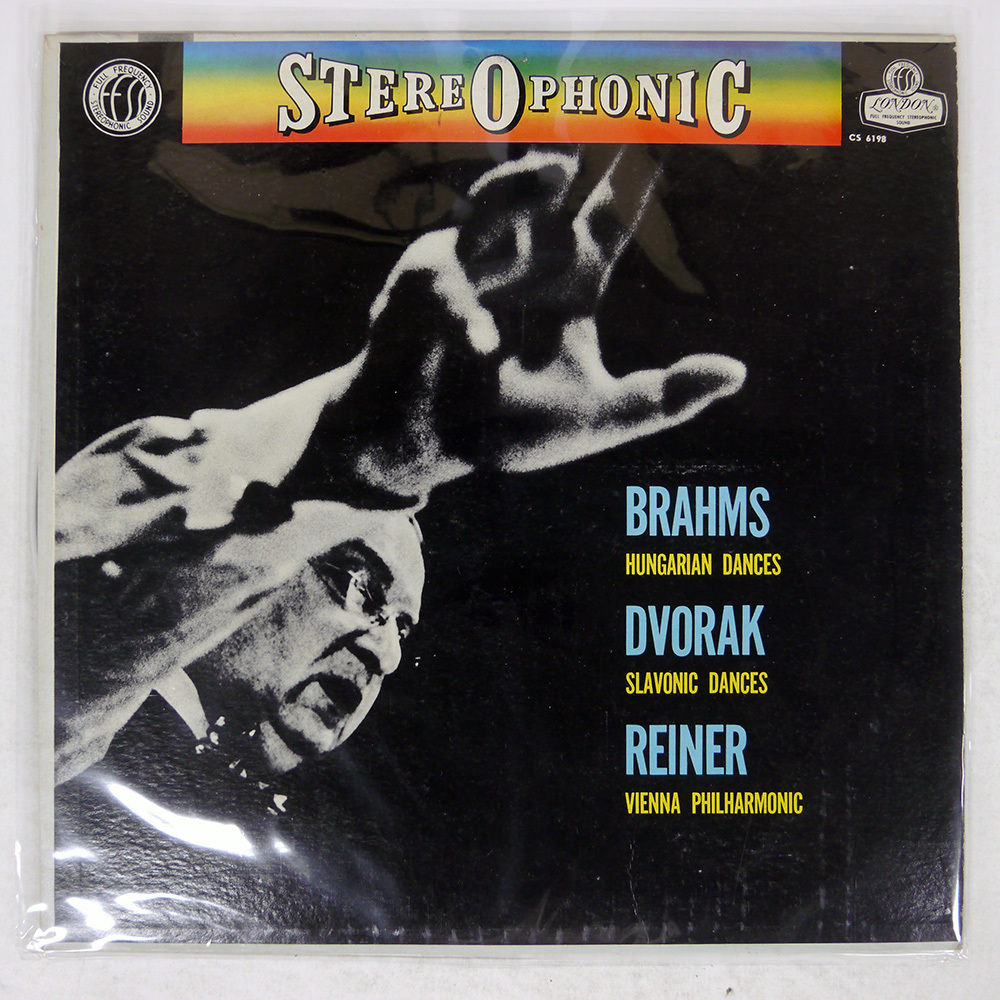 FULL FREQUENCY
ffss
STEREOPHONIC SOUND
STEREOPHONIC
ffss
LONDON®
FULL FREQUENCY STEREOPHONIC
SOUND
CS 6198
BRAHMS
HUNGARIAN DANCES
DVORAK
SLAVONIC DANCES
REINER
VIENNA PHILHARMONIC